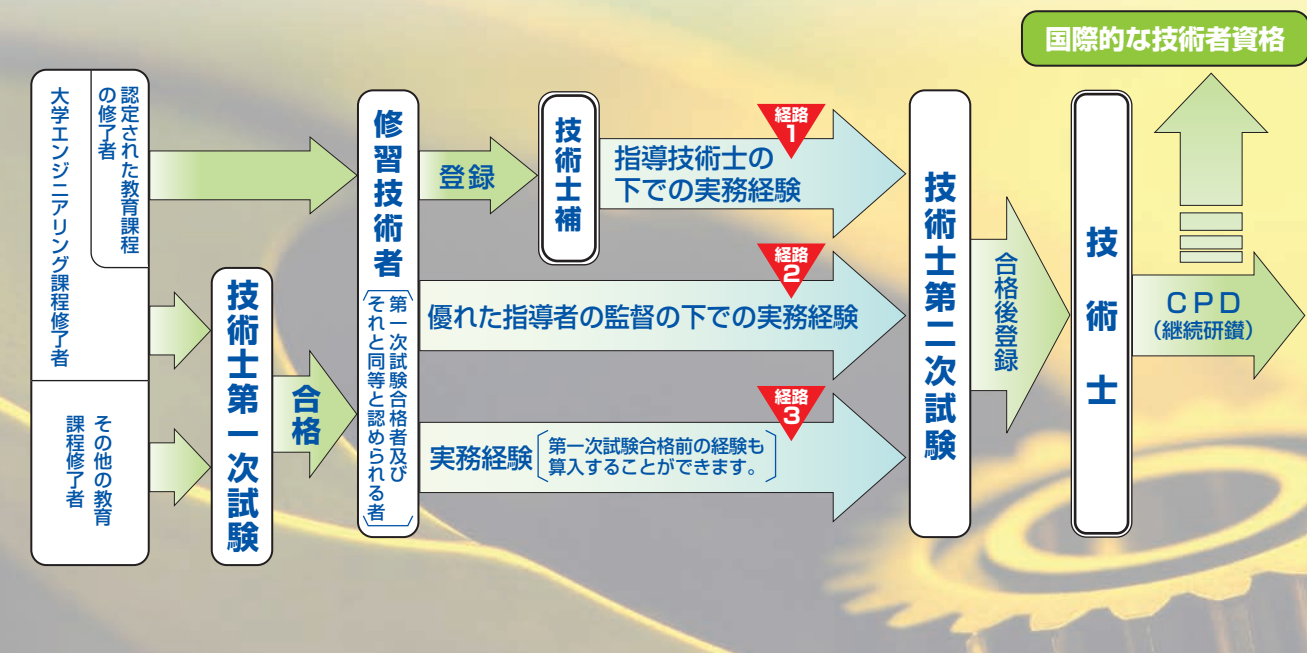 国際的な技術者資格
大学エンジニアリング課程修了者
認定された教育課程
の修了者
その他の教育
課程修了者
技術士第一次試験
合格
修習技術者
第一次試験合格者及び
それと同等と認められる者
登録
技術士補
経路
1
指導技術士の
下での実務経験
経路
2
優れた指導者の監督の下での実務経験
経路
3
実務経験
第一次試験合格前の経験も
算入することができます。
技術士第二次試験
合格後登録
技術士
CPD
(継続研鑚)